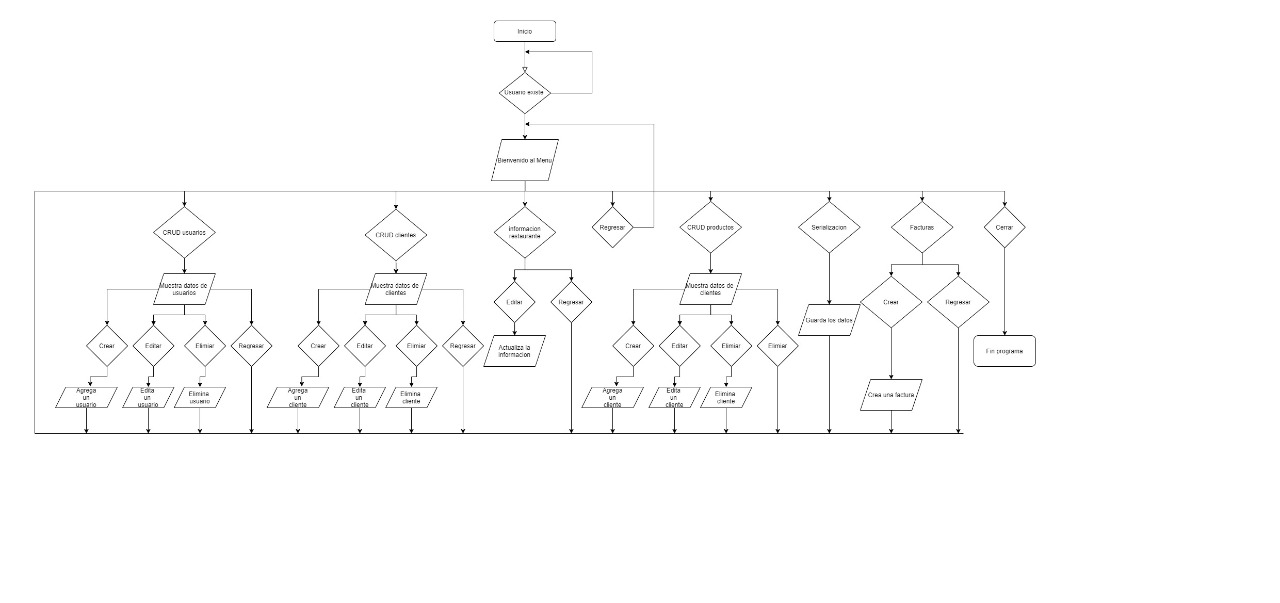 Inicio
Usuario existe
Bienvenido al Menu
CRUD usuarios
CRUD clientes
informacion
restaurante
Regresar
CRUD productos
Serializacion
Facturas
Cerrar
Muestra datos de
usuarios
Muestra datos de
clientes
Editar
Regresar
Muestra datos de
clientes
Crear
Regresar
Guarda los datos
Crear
Editar
Elimiar
Regresar
Crear
Editar
Elimiar
Regresar
Actualiza la
informacion
Crear
Editar
Elimiar
Elimiar
Fin programa
Agrega
un
usuario
Edita
un
usuario
Elimina
usuario
Agrega
un
cliente
Edita
un
cliente
Elimina
cliente
Agrega
un
cliente
Edita
un
cliente
Elimina
cliente
Crea una factura